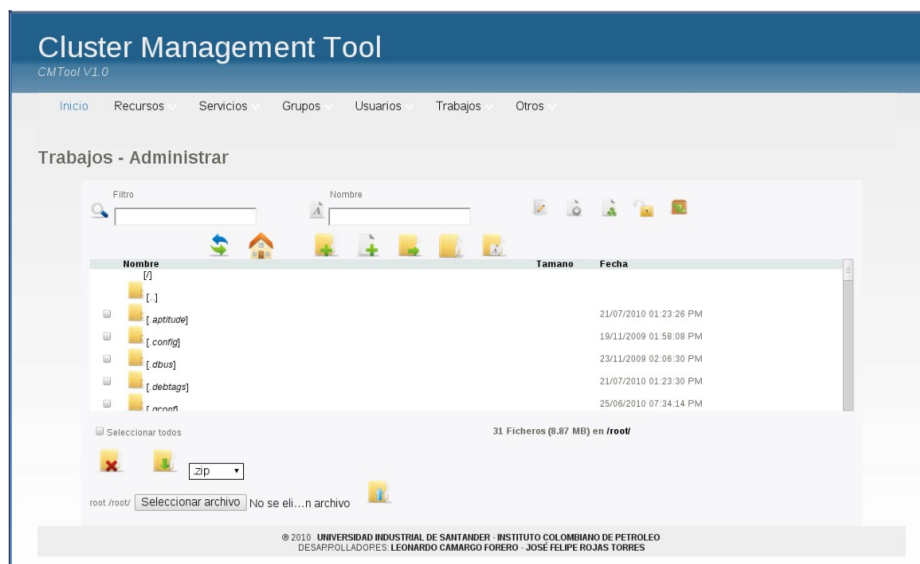 Cluster Management Tool
CMTool V1.0
Inicio Recursos Servicios Grupos Usuarios Trabajos Otros
Trabajos - Administrar
Filtro Nombre
Nombre Tamano Fecha
[/]
[..]
[.aptitude] 21/07/2010 01:23:26 PM
[.config] 19/11/2009 01:58:08 PM
[.dbus] 23/11/2009 02:06:30 PM
[.debtags] 21/07/2010 01:23:30 PM
[.gconf] 25/06/2010 07:34:14 PM
Seleccionar todos 31 Ficheros (8.87 MB) en /root/
.zip
root /root/ Seleccionar archivo No se eli…n archivo
® 2010 UNIVERSIDAD INDUSTRIAL DE SANTANDER - INSTITUTO COLOMBIANO DE PETROLEO
DESARROLLADORES: LEONARDO CAMARGO FORERO - JOSÉ FELIPE ROJAS TORRES